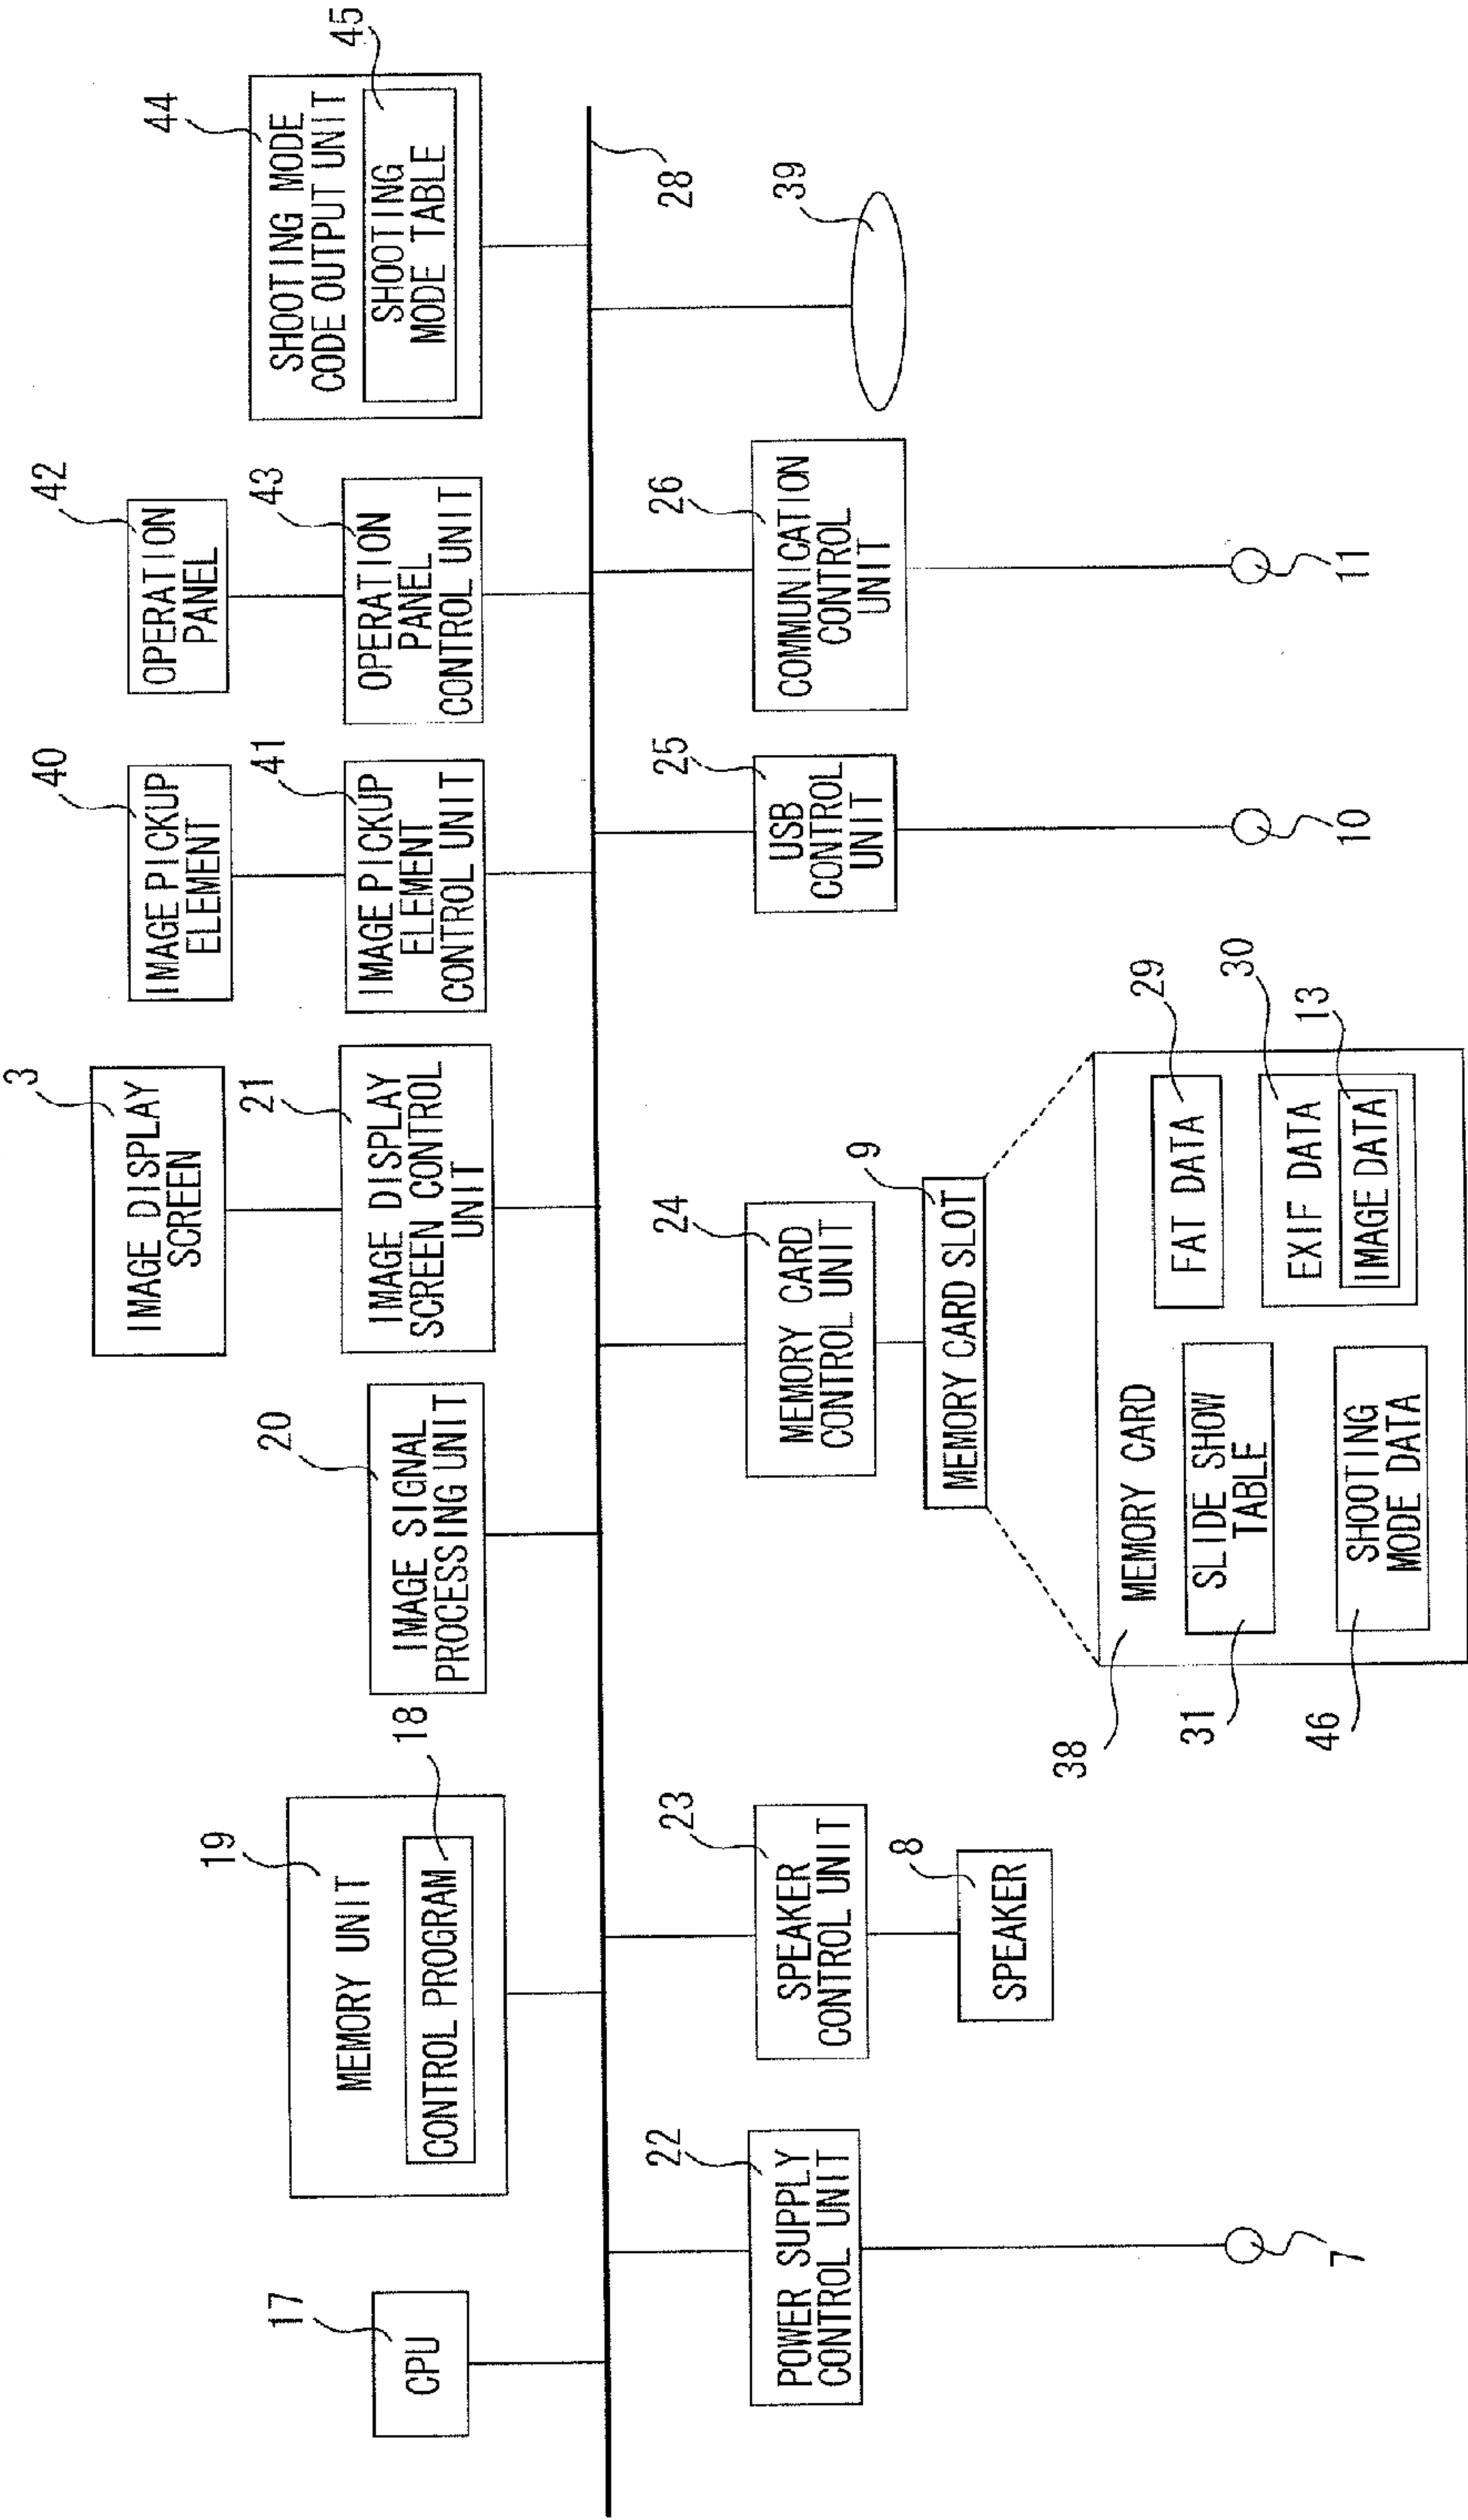 17
CPU
19
MEMORY UNIT
18
CONTROL PROGRAM
20
IMAGE SIGNAL
PROCESSING UNIT
3
IMAGE DISPLAY
SCREEN
21
IMAGE DISPLAY
SCREEN CONTROL
UNIT
40
IMAGE PICKUP
ELEMENT
41
IMAGE PICKUP
ELEMENT
CONTROL UNIT
42
OPERATION
PANEL
43
OPERATION
PANEL
CONTROL UNIT
44
SHOOTING MODE
CODE OUTPUT UNIT
45
SHOOTING
MODE TABLE
28
22
POWER SUPPLY
CONTROL UNIT
7
23
SPEAKER
CONTROL UNIT
8
SPEAKER
24
MEMORY CARD
CONTROL UNIT
9
MEMORY CARD SLOT
38
MEMORY CARD
31
SLIDE SHOW
TABLE
46
SHOOTING
MODE DATA
29
FAT DATA
30
EXIF DATA
13
IMAGE DATA
25
USB
CONTROL
UNIT
10
26
COMMUNICATION
CONTROL
UNIT
11
39